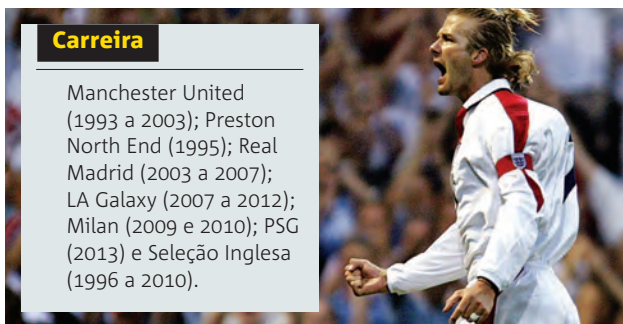 Carreira
Manchester United
(1993 a 2003); Preston
North End (1995); Real
Madrid (2003 a 2007);
LA Galaxy (2007 a 2012);
Milan (2009 e 2010); PSG
(2013) e Seleção Inglesa
(1996 a 2010).